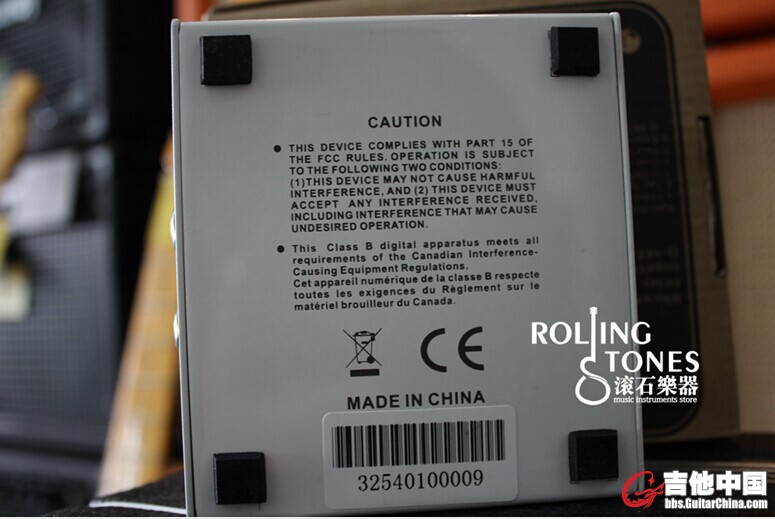 CAUTION
● THIS DEVICE COMPLIES WITH PART 15
OF THE FCC RULES. OPERATION IS SUBJECT
TO THE FOLLOWING TWO CONDITIONS:
(1)THIS DEVICE MAY NOT CAUSE HARMFUL
INTERFERENCE, AND (2) THIS DEVICE MUST
ACCEPT ANY INTERFERENCE RECEIVED,
INCLUDING INTERFERENCE THAT MAY CAUSE
UNDESIRED OPERATION.
● This Class B digital apparatus meets all
requirements of the Canadian Interference-
Causing Equipment Regulations.
Cet appareil numérique de la classe B respecte
toutes les exigences du Règlement sur le
matériel brouilleur du Canada.
CE
MADE IN CHINA
32540100009
ROLLING
STONES
滚石樂器
music instruments store
吉他中国
bbs.GuitarChina.com